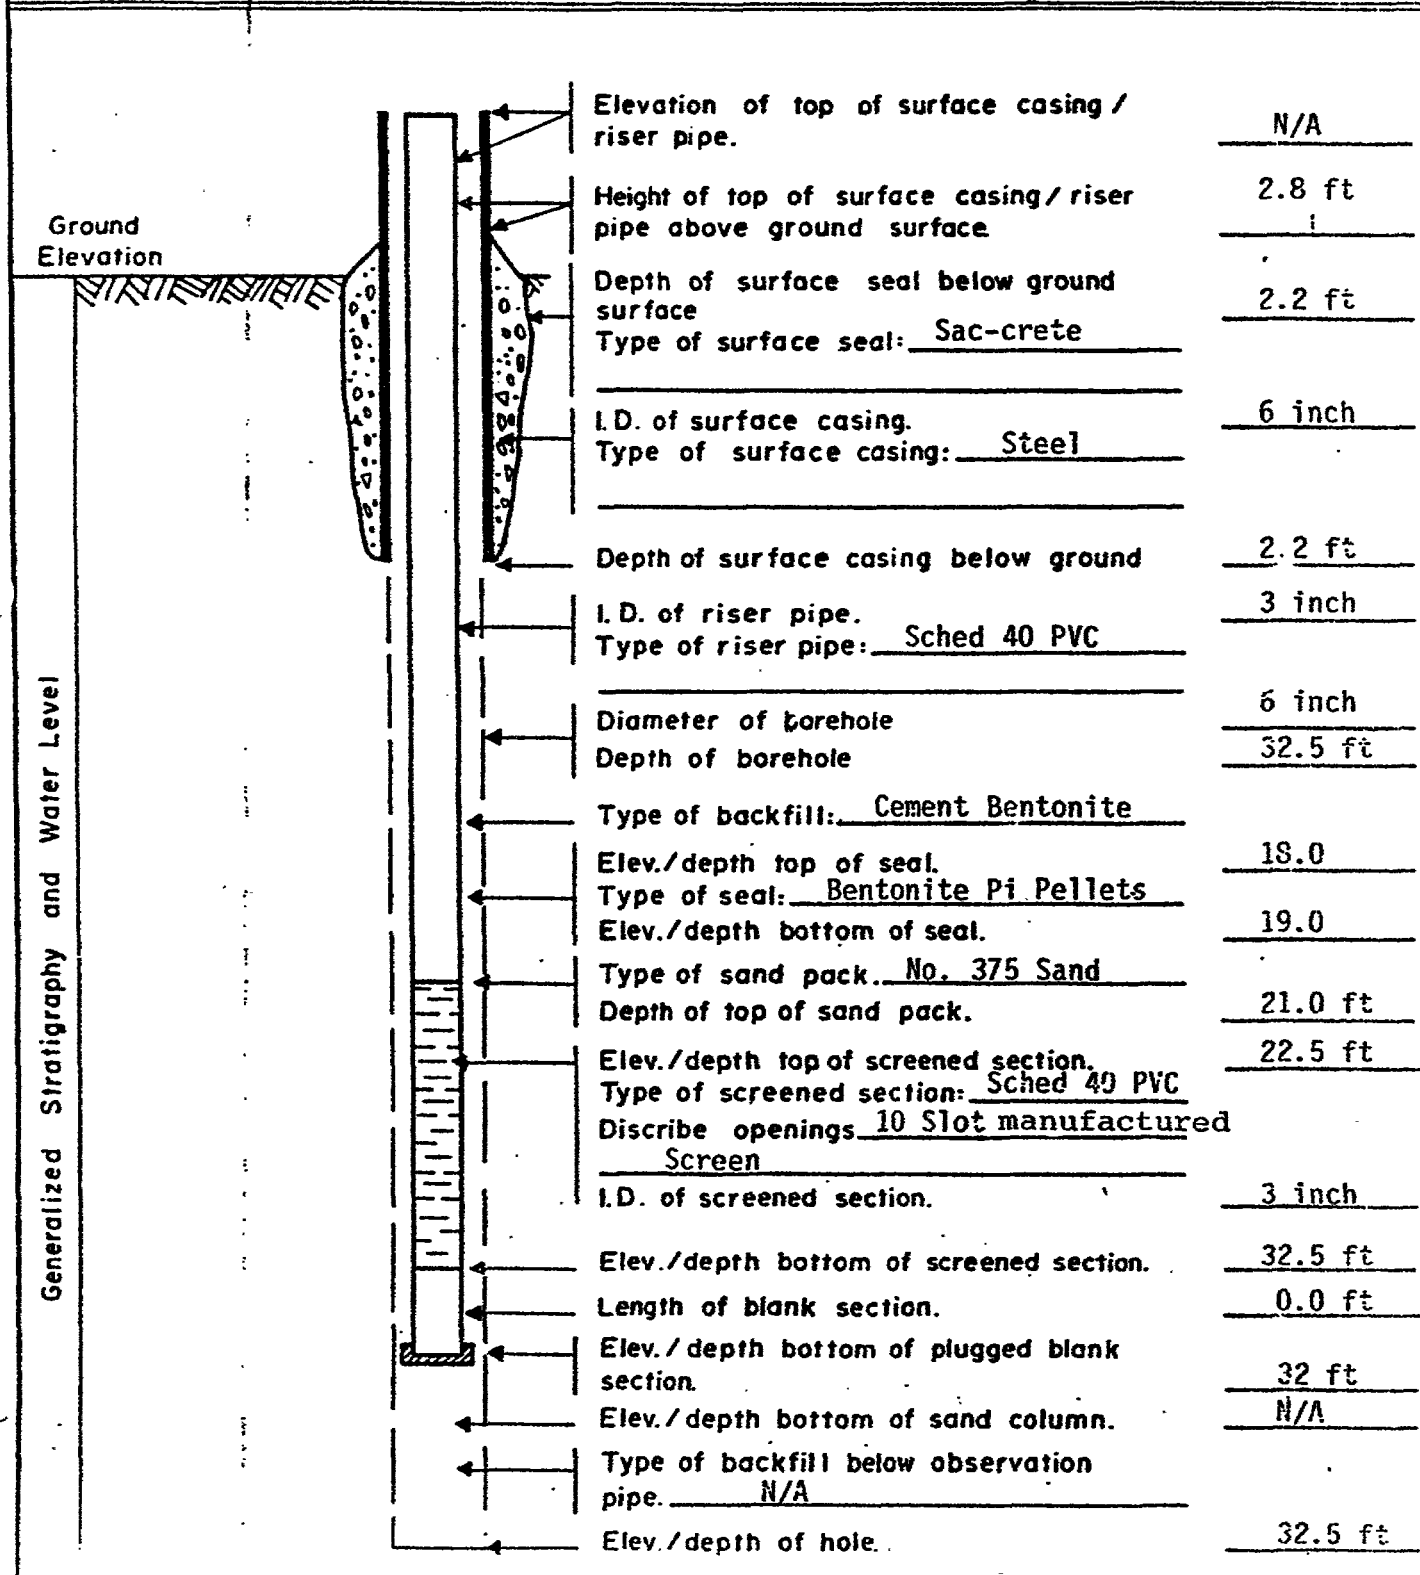 Elevation of top of surface casing /
riser pipe. N/A
Height of top of surface casing / riser 2.8 ft
pipe above ground surface
Ground
Elevation
Depth of surface seal below ground
surface 2.2 ft
Type of surface seal: Sac-crete
I.D. of surface casing. 6 inch
Type of surface casing: Steel
Depth of surface casing below ground 2.2 ft
I.D. of riser pipe. 3 inch
Type of riser pipe: Sched 40 PVC
Diameter of borehole 6 inch
Depth of borehole 32.5 ft
Type of backfill: Cement Bentonite
Elev./depth top of seal. 18.0
Type of seal: Bentonite Pi Pellets
Elev./depth bottom of seal. 19.0
Type of sand pack. No. 375 Sand
Depth of top of sand pack. 21.0 ft
Elev./depth top of screened section. 22.5 ft
Type of screened section: Sched 40 PVC
Discribe openings 10 Slot manufactured
Screen
I.D. of screened section. 3 inch
Elev./depth bottom of screened section. 32.5 ft
Length of blank section. 0.0 ft
Elev./depth bottom of plugged blank
section. 32 ft
Elev./depth bottom of sand column. N/A
Type of backfill below observation
pipe. N/A
Elev./depth of hole. 32.5 ft
Generalized Stratigraphy and Water Level